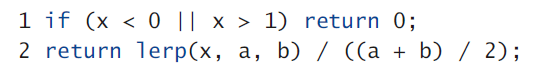 1 if (x < 0 || x > 1) return 0;
2 return lerp(x, a, b) / ((a + b) / 2);